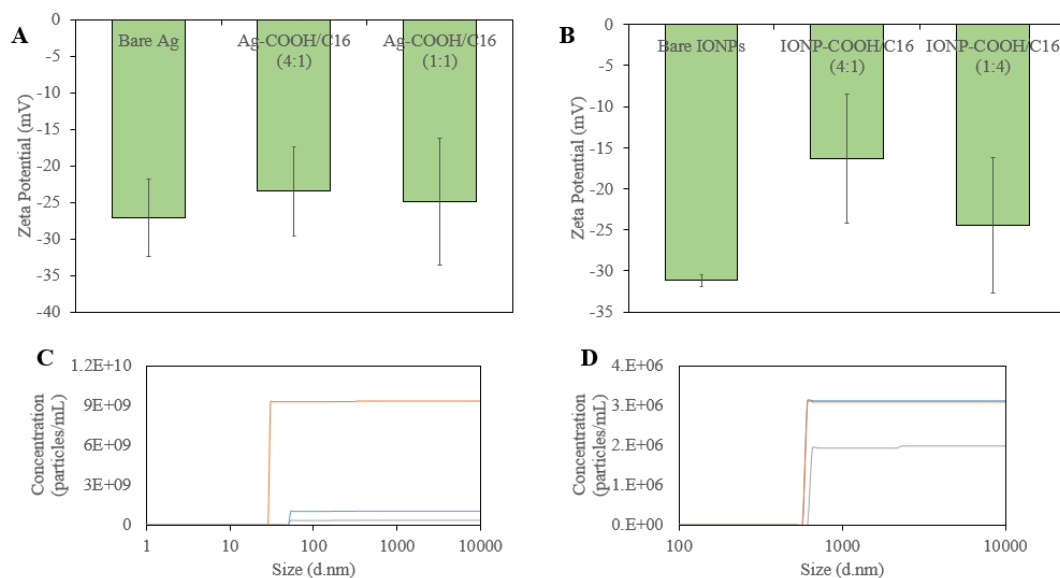 A
Zeta Potential (mV)
0
-5
-10
-15
-20
-25
-30
-35
-40
Bare Ag
Ag-COOH/C16
(4:1)
Ag-COOH/C16
(1:1)
B
Zeta Potential (mV)
0
-5
-10
-15
-20
-25
-30
-35
Bare IONPs
IONP-COOH/C16
(4:1)
IONP-COOH/C16
(1:4)
C
Concentration
(particles/mL)
1.2E+10
9E+09
6E+09
3E+09
0
1
10
100
1000
10000
Size (d.nm)
D
Concentration
(particles/mL)
4.E+06
3.E+06
2.E+06
1.E+06
0.E+00
100
1000
10000
Size (d.nm)